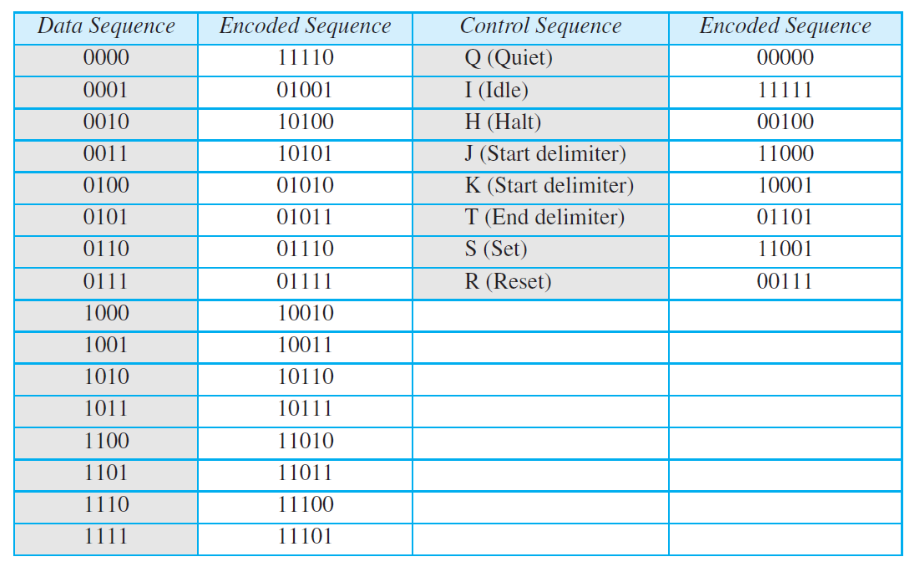 Data Sequence Encoded Sequence Control Sequence Encoded Sequence
0000 11110 Q (Quiet) 00000
0001 01001 I (Idle) 11111
0010 10100 H (Halt) 00100
0011 10101 J (Start delimiter) 11000
0100 01010 K (Start delimiter) 10001
0101 01011 T (End delimiter) 01101
0110 01110 S (Set) 11001
0111 01111 R (Reset) 00111
1000 10010
1001 10011
1010 10110
1011 10111
1100 11010
1101 11011
1110 11100
1111 11101